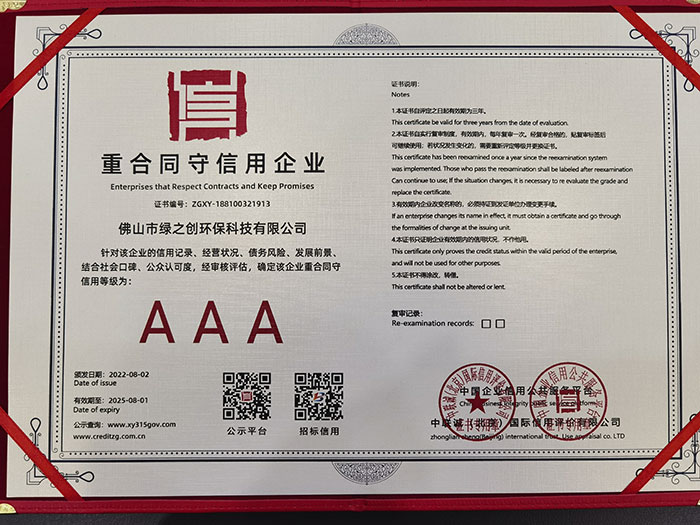 信
重合同守信用企业
Enterprises that Respect Contracts and Keep Promises
证书编号：ZGXY-188100321913
佛山市绿之创环保科技有限公司
针对该企业的信用记录、经营状况、债务风险、发展前景、
结合社会口碑、公众认可度，经审核评估，确定该企业重合同守
信用等级为：
AAA
颁发日期：2022-08-02
Date of issue
有效期至：2025-08-01
Date of expiry
公示查询：www.xy315gov.com
www.creditzg.com.cn
公示平台
招标信用
证书说明:
Notes
1.本证书自评定之日起有效期为三年。
This certificate be valid for three years from the date of evaluation.
2.本证书自实行复审制度，有效期内，每年复审一次。经复审合格的，贴复审标签后
可继续使用；若状况发生变化的，需要重新评定等级并更换证书。
This certificate has been reexamined once a year since the reexamination system
was implemented. Those who pass the reexamination shall be labeled after reexamination
Can continue to use; If the situation changes, it is necessary to re evaluate the grade and
replace the certificate.
3.有效期内企业改变名称的，必须持证到发证单位办理变更手续。
If an enterprise changes its name in effect, it must obtain a certificate and go through
the formalities of change at the issuing unit.
4.本证书只证明企业有效期内的信用状况，不作他用。
This certificate only proves the credit status within the valid period of the enterprise,
and will not be used for other purposes.
5.本证书不得涂改、转借。
This certificate shall not be altered or lent.
复审记录：
Re-examination records:
中国企业信用公共服务平台
中联诚（北京）国际信用评价有限公司
zhonglian cheng(Beijing) international trust. Use appraisal co. LTD